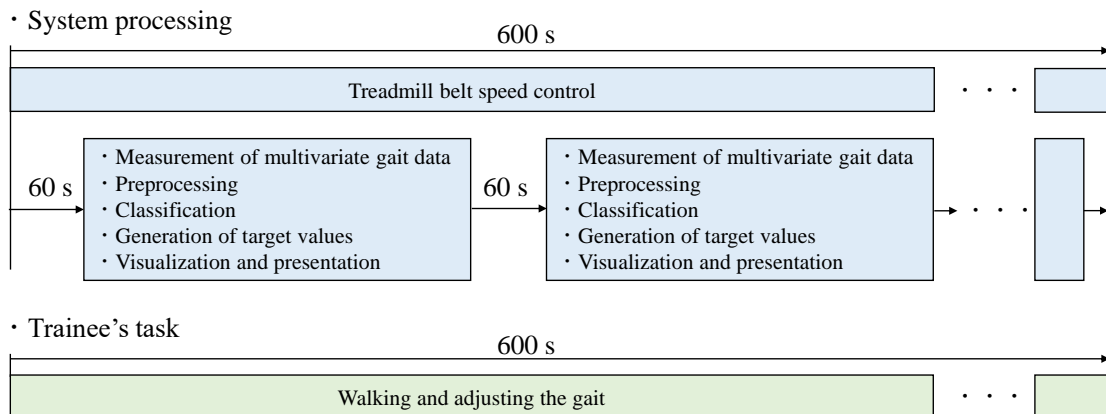 ・System processing
600 s
Treadmill belt speed control
・・・
60 s
・Measurement of multivariate gait data
・Preprocessing
・Classification
・Generation of target values
・Visualization and presentation
60 s
・Measurement of multivariate gait data
・Preprocessing
・Classification
・Generation of target values
・Visualization and presentation
・・・
・Trainee's task
600 s
Walking and adjusting the gait
・・・